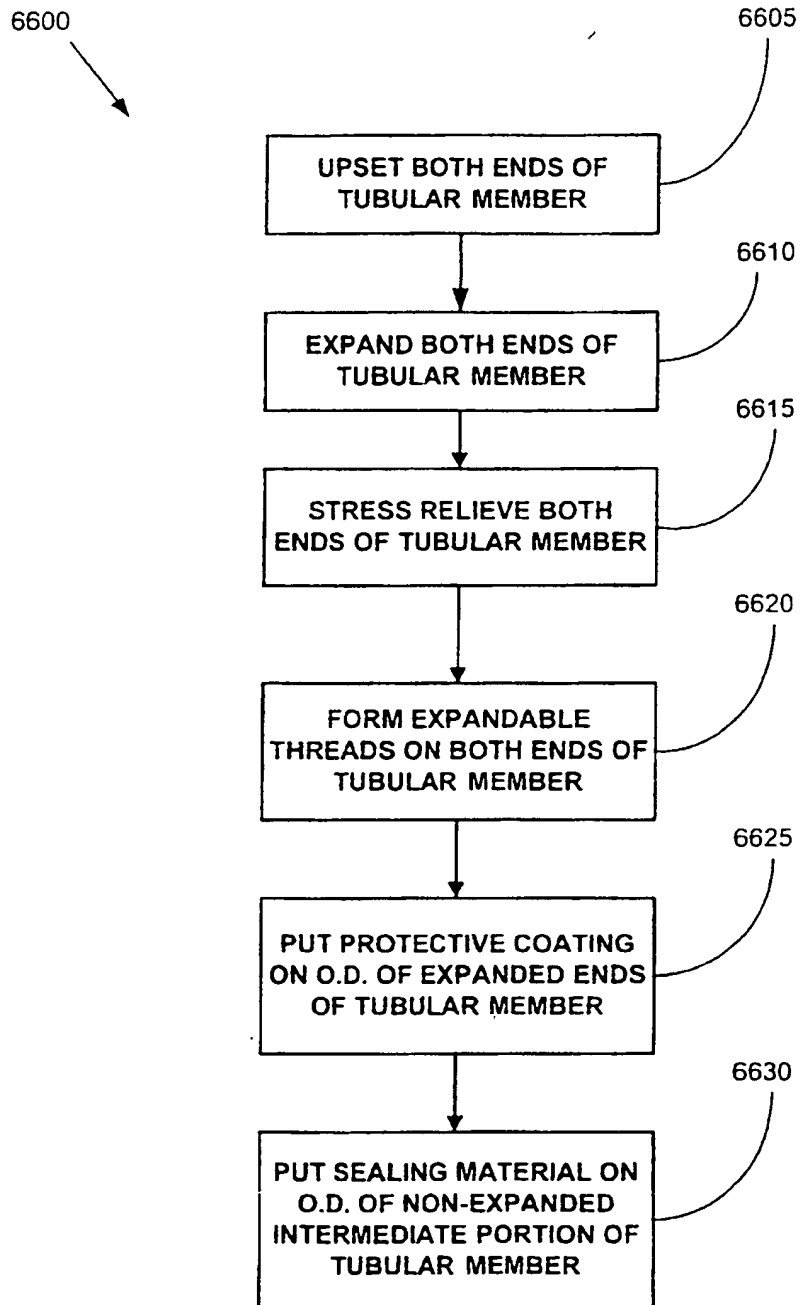 6600
6605
UPSET BOTH ENDS OF
TUBULAR MEMBER
6610
EXPAND BOTH ENDS OF
TUBULAR MEMBER
6615
STRESS RELIEVE BOTH
ENDS OF TUBULAR MEMBER
6620
FORM EXPANDABLE
THREADS ON BOTH ENDS OF
TUBULAR MEMBER
6625
PUT PROTECTIVE COATING
ON O.D. OF EXPANDED ENDS
OF TUBULAR MEMBER
6630
PUT SEALING MATERIAL ON
O.D. OF NON-EXPANDED
INTERMEDIATE PORTION OF
TUBULAR MEMBER